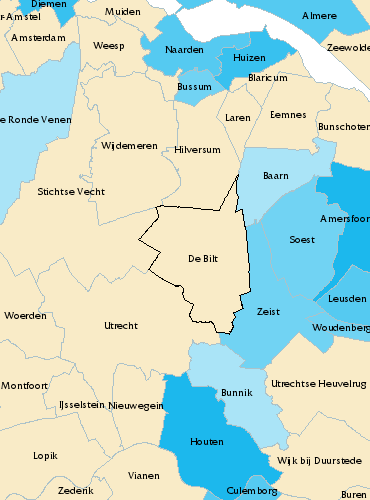 Diemen
Muiden
Almere
r Amstel
Amsterdam
Weesp
Naarden
Huizen
Zeewolde
Blaricum
Bussum
e Ronde Venen
Laren
Eemnes
Bunschoten
Wijdemeren
Hilversum
Baarn
Stichtse Vecht
Amersfoor
Soest
De Bilt
Leusden
Woerden
Utrecht
Zeist
Woudenberg
Montfoort
Utrechtse Heuvelrug
Bunnik
IJsselstein
Nieuwegein
Houten
Lopik
Wijk bij Duurstede
Vianen
Zederik
Culemborg
Buren